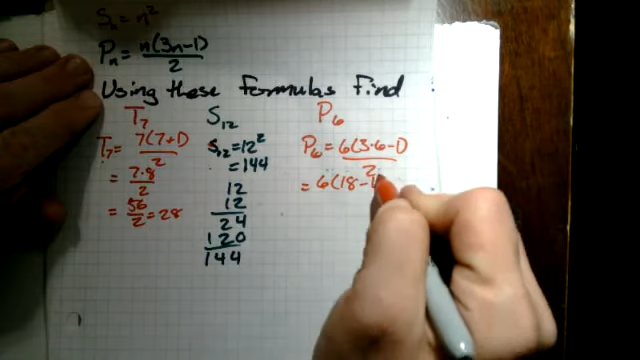 Sₙ = n²
Pₙ = n(3n-1)
2
Using these formulas Find
T₇
T₇ = 7(7+1)
2
= 7·8
2
= 56
2 = 28
S₁₂
S₁₂ = 12²
= 144
12
12
24
120
144
P₆
P₆ = 6(3·6-1)
2
= 6(18-1